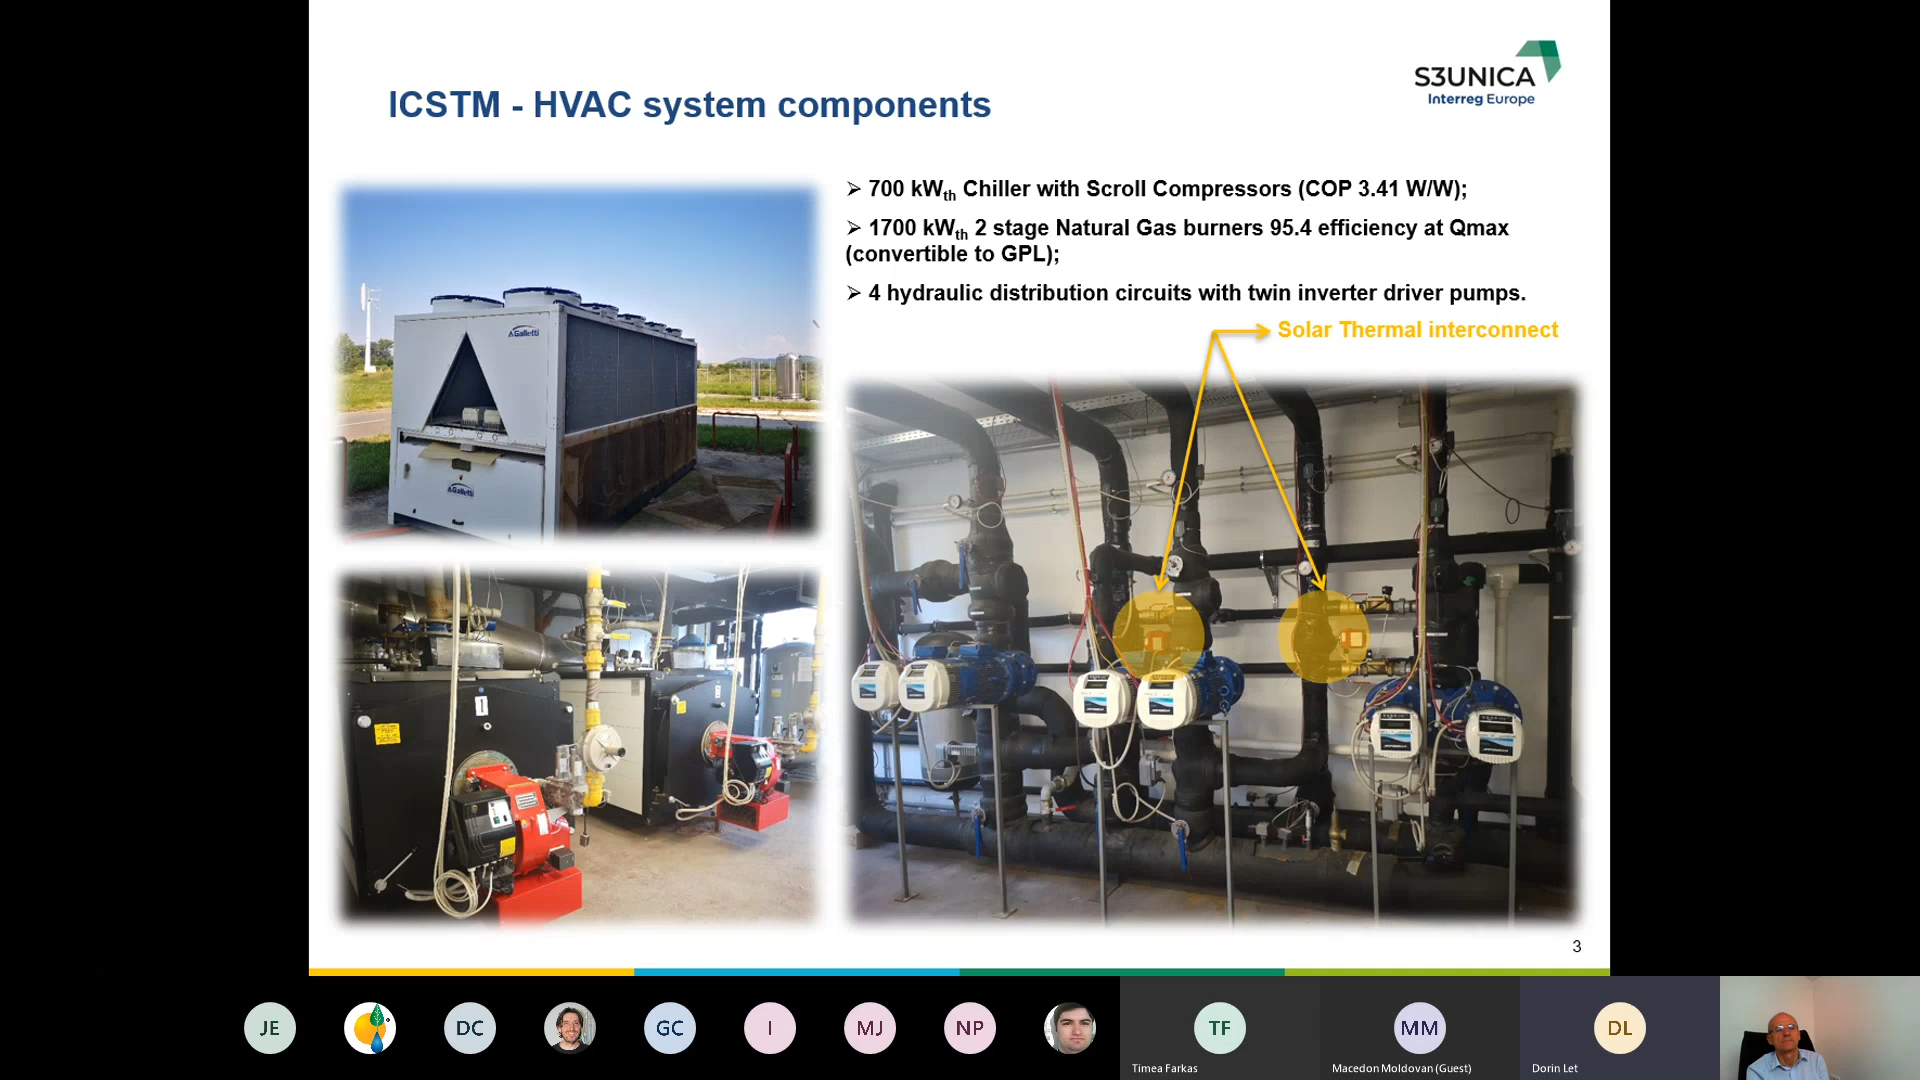 S3UNICA
Interreg Europe
ICSTM - HVAC system components
➢ 700 kWth Chiller with Scroll Compressors (COP 3.41 W/W);
➢ 1700 kWth 2 stage Natural Gas burners 95.4 efficiency at Qmax
(convertible to GPL);
➢ 4 hydraulic distribution circuits with twin inverter driver pumps.
Solar Thermal interconnect
Galletti
Galletti
3
JE
DC
GC
I
MJ
NP
TF
MM
DL
Timea Farkas
Macedon Moldovan (Guest)
Dorin Let